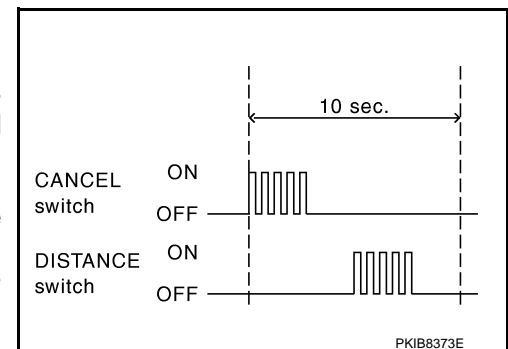 10 sec.
CANCEL ON
switch OFF
DISTANCE ON
switch OFF
PKIB8373E